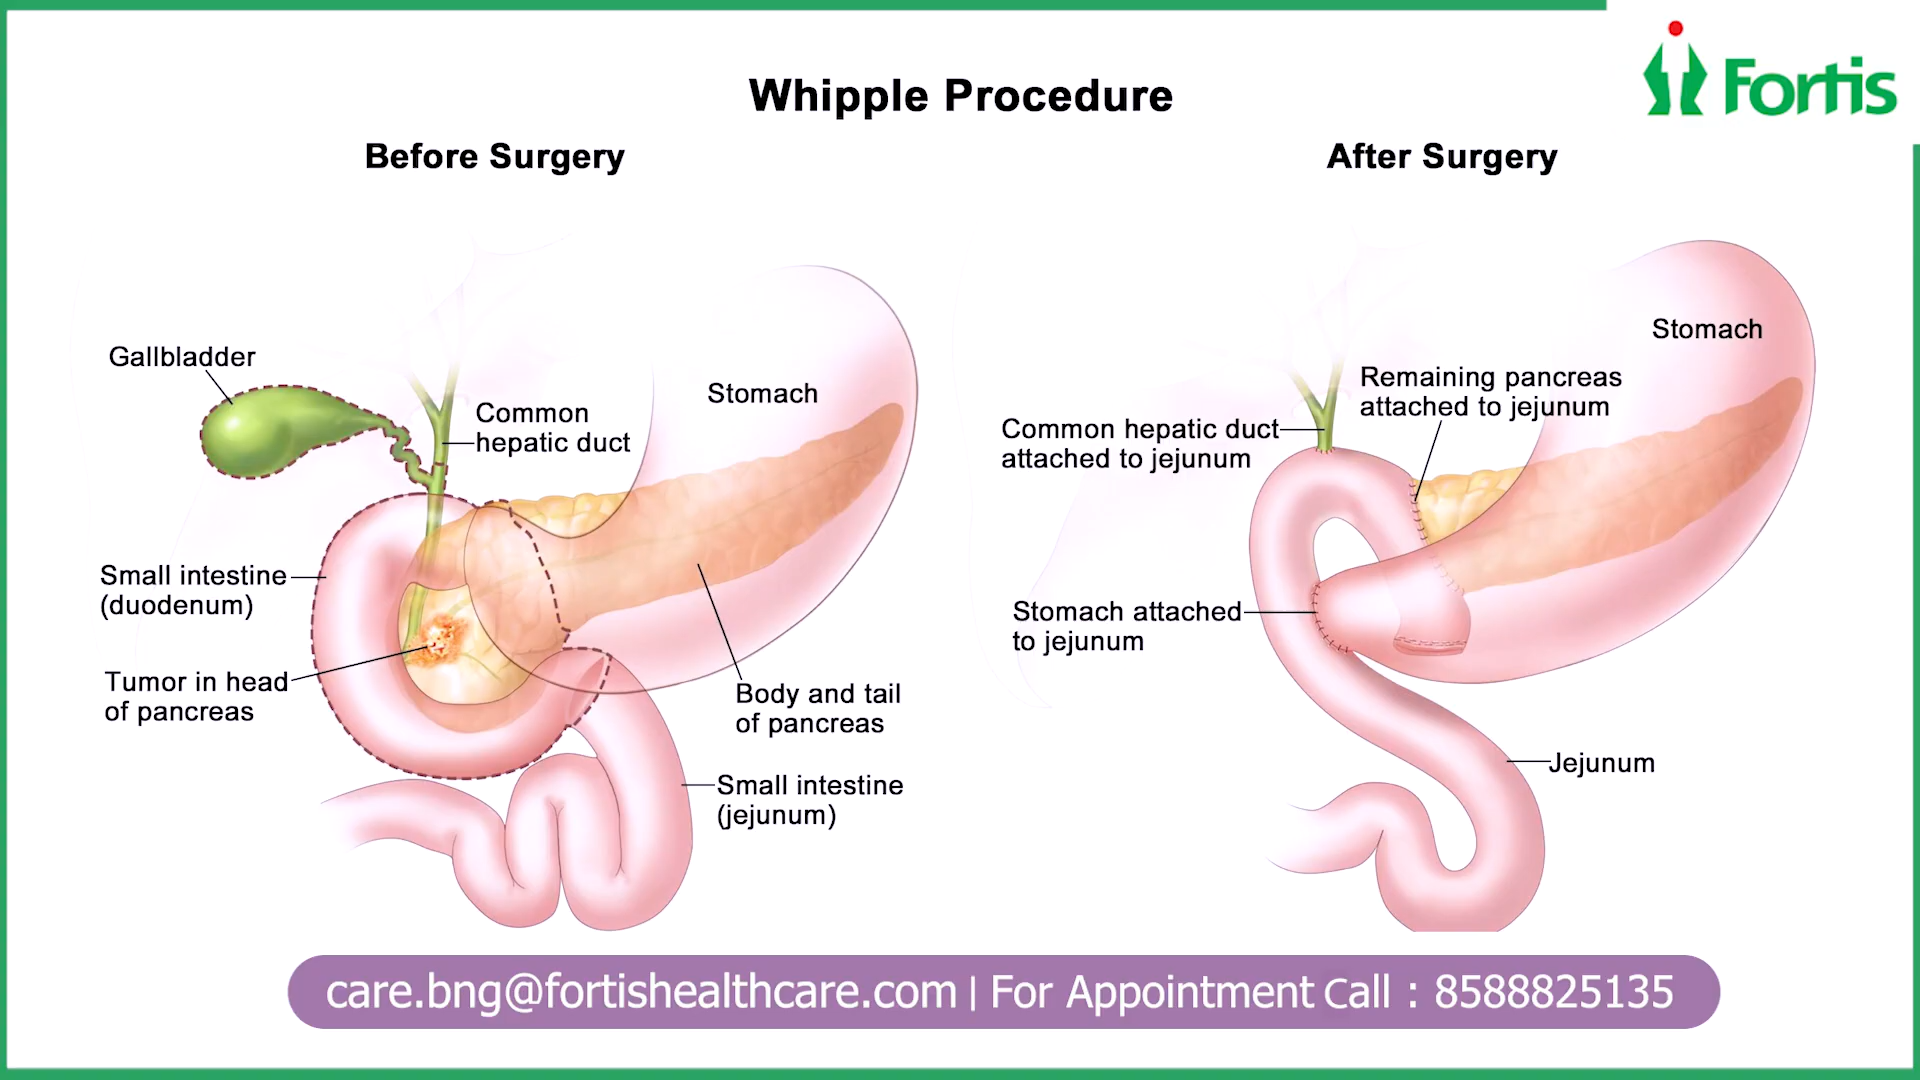 Fortis
Whipple Procedure
Before Surgery
After Surgery
Gallbladder
Common
hepatic duct
Stomach
Small intestine
(duodenum)
Tumor in head
of pancreas
Body and tail
of pancreas
Small intestine
(jejunum)
Stomach
Remaining pancreas
attached to jejunum
Common hepatic duct
attached to jejunum
Stomach attached
to jejunum
Jejunum
care.bng@fortishealthcare.com | For Appointment Call : 8588825135